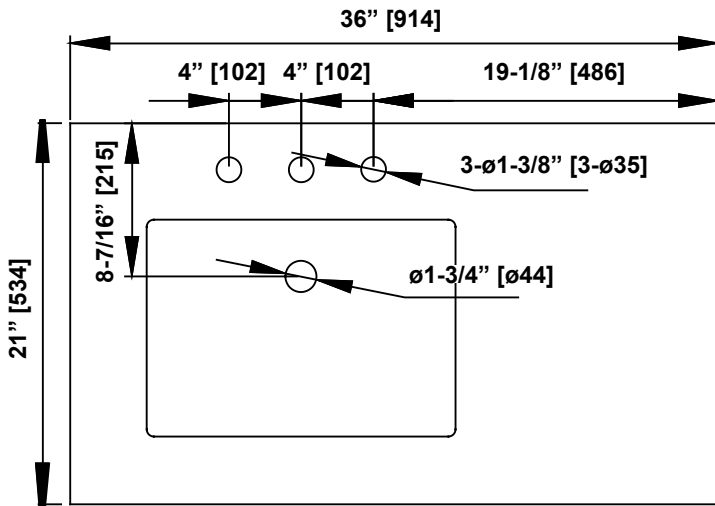 36” [914]
4” [102] 4” [102] 19-1/8” [486]
3-ø1-3/8” [3-ø35]
8-7/16” [215]
ø1-3/4” [ø44]
21” [534]